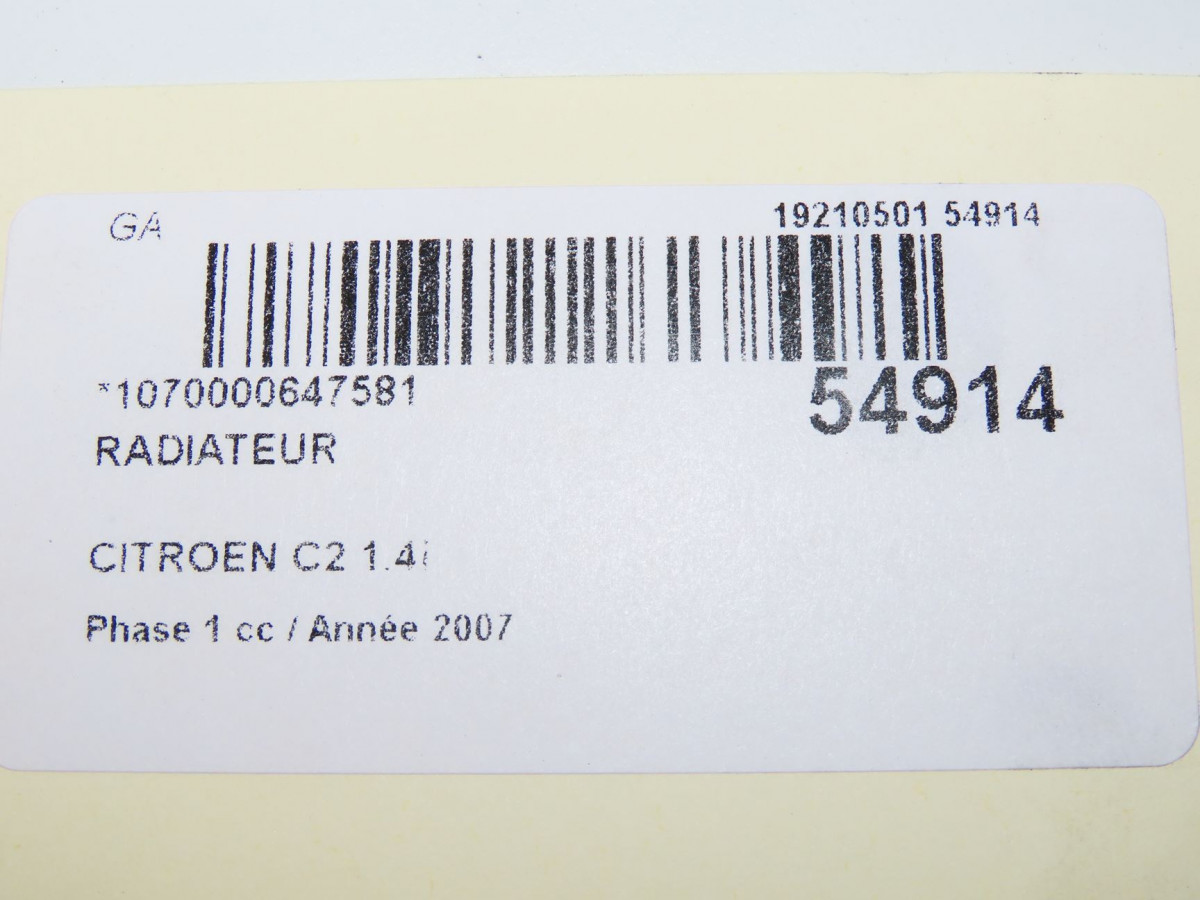 GA
19210501 54914
*1070000647581
54914
RADIATEUR
CITROEN C2 1.4i
Phase 1 cc / Année 2007